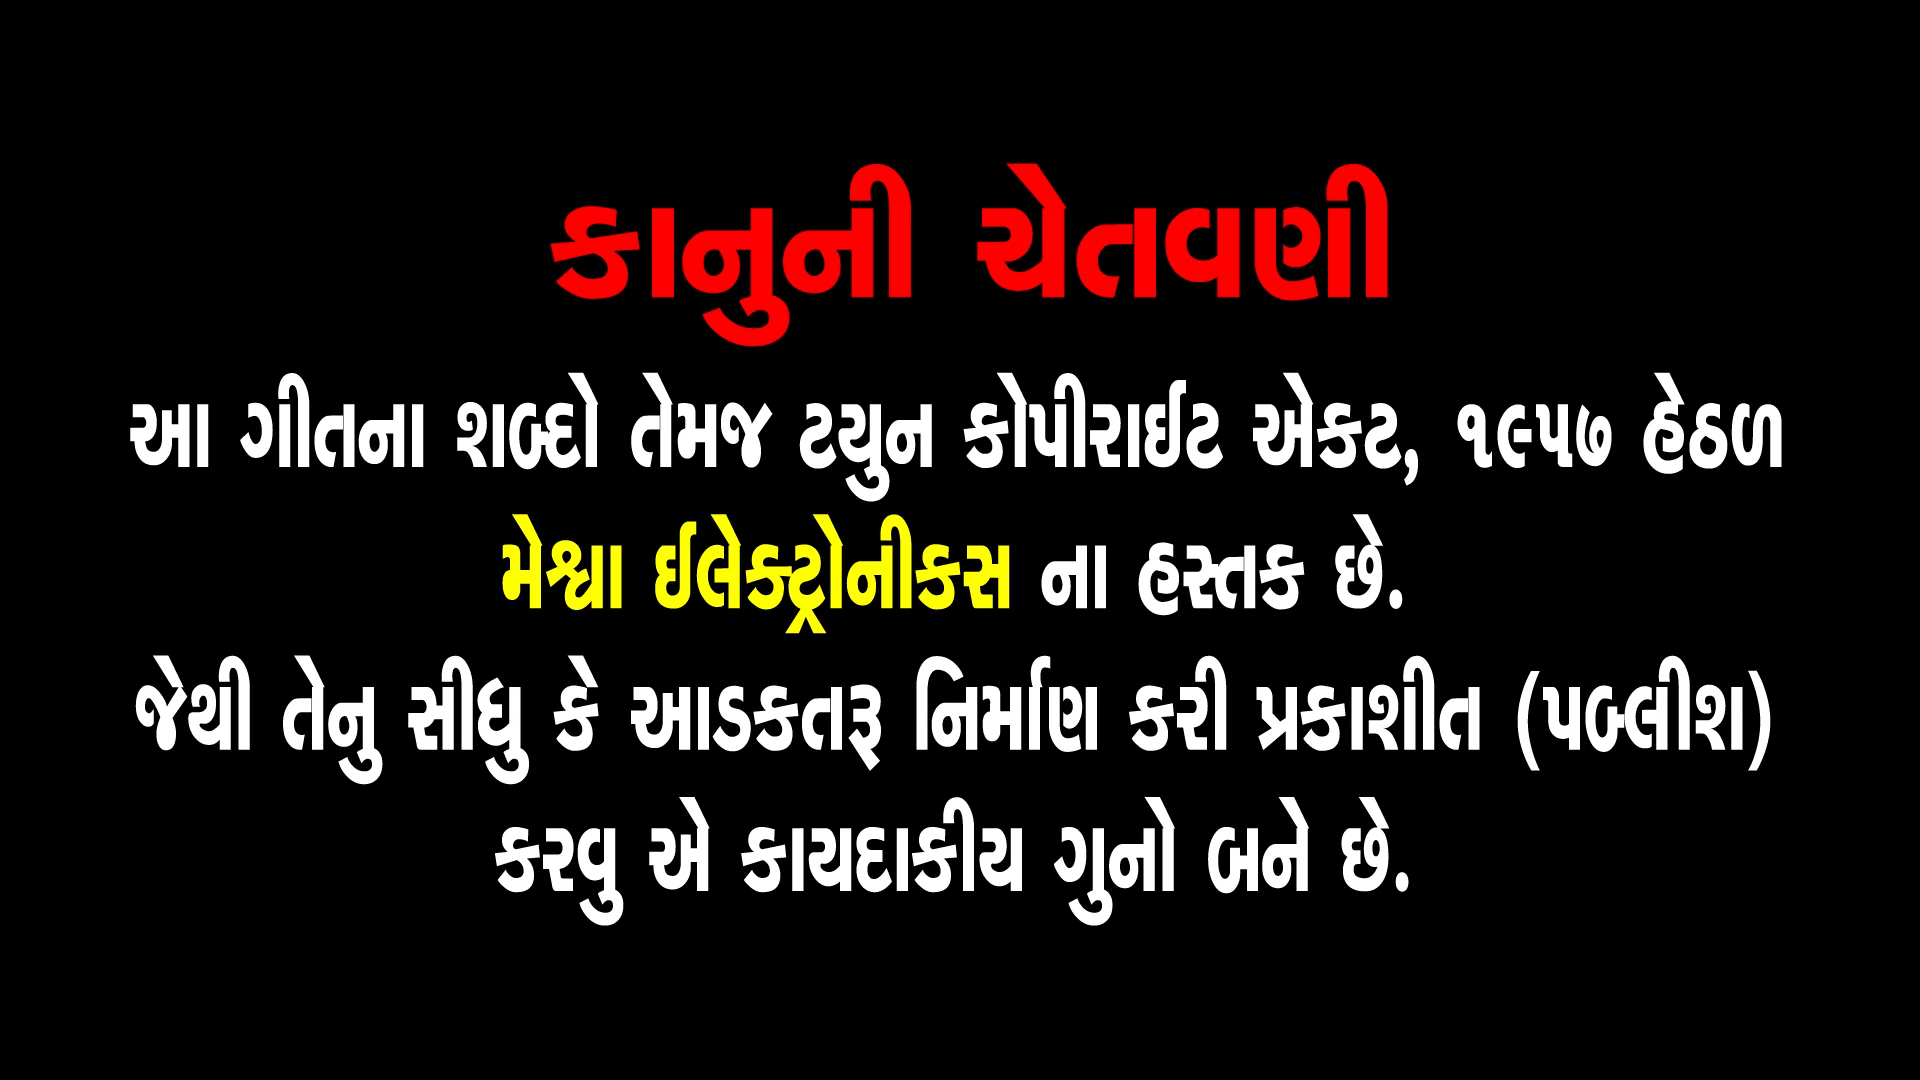 કાનુની ચેતવણી
આ ગીતના શબ્દો તેમજ ટયુન કોપીરાઈટ એકટ, ૧૯૫૭ હેઠળ
મેશ્વા ઈલેક્ટ્રોનીકસ ના હસ્તક છે.
જેથી તેનુ સીધુ કે આડકતરૂ નિર્માણ કરી પ્રકાશીત (પબ્લીશ)
કરવુ એ કાયદાકીય ગુનો બને છે.